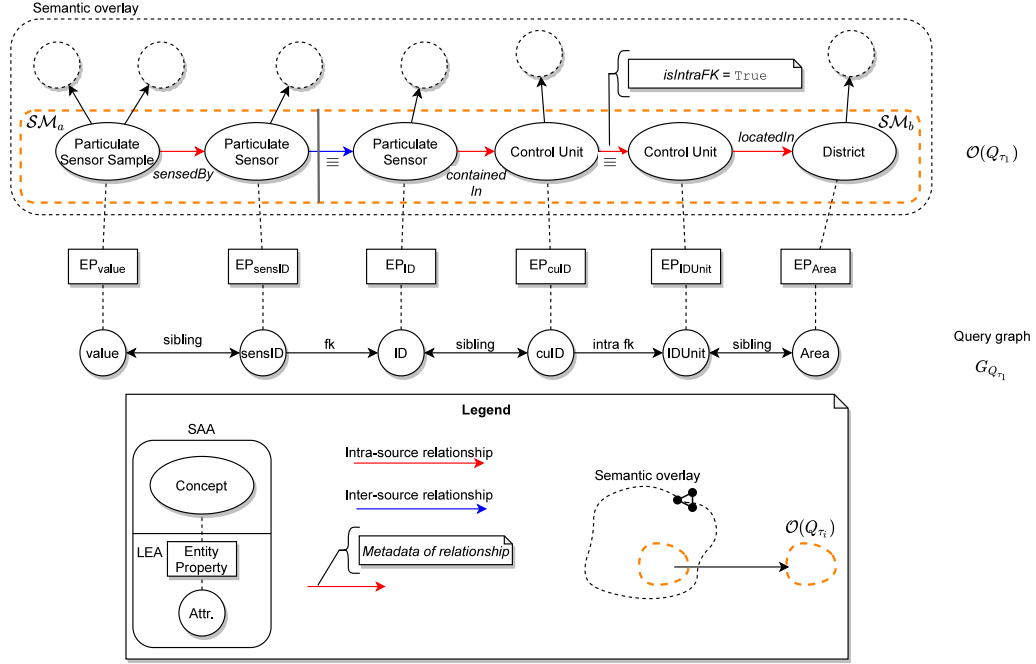 Semantic overlay
isIntraFK = True
SM_a
SM_b
Particulate
Sensor Sample
sensedBy
Particulate
Sensor
≡
Particulate
Sensor
contained
In
Control Unit
≡
Control Unit
locatedIn
District
O(Q_τ1)
EP_value
EP_sensID
EP_ID
EP_cuID
EP_IDUnit
EP_Area
value
sibling
sensID
fk
ID
sibling
cuID
intra fk
IDUnit
sibling
Area
Query graph
G_Q_τ1
Legend
SAA
Concept
LEA
Entity
Property
Attr.
Intra-source relationship
Inter-source relationship
Metadata of relationship
Semantic overlay
O(Q_τi)